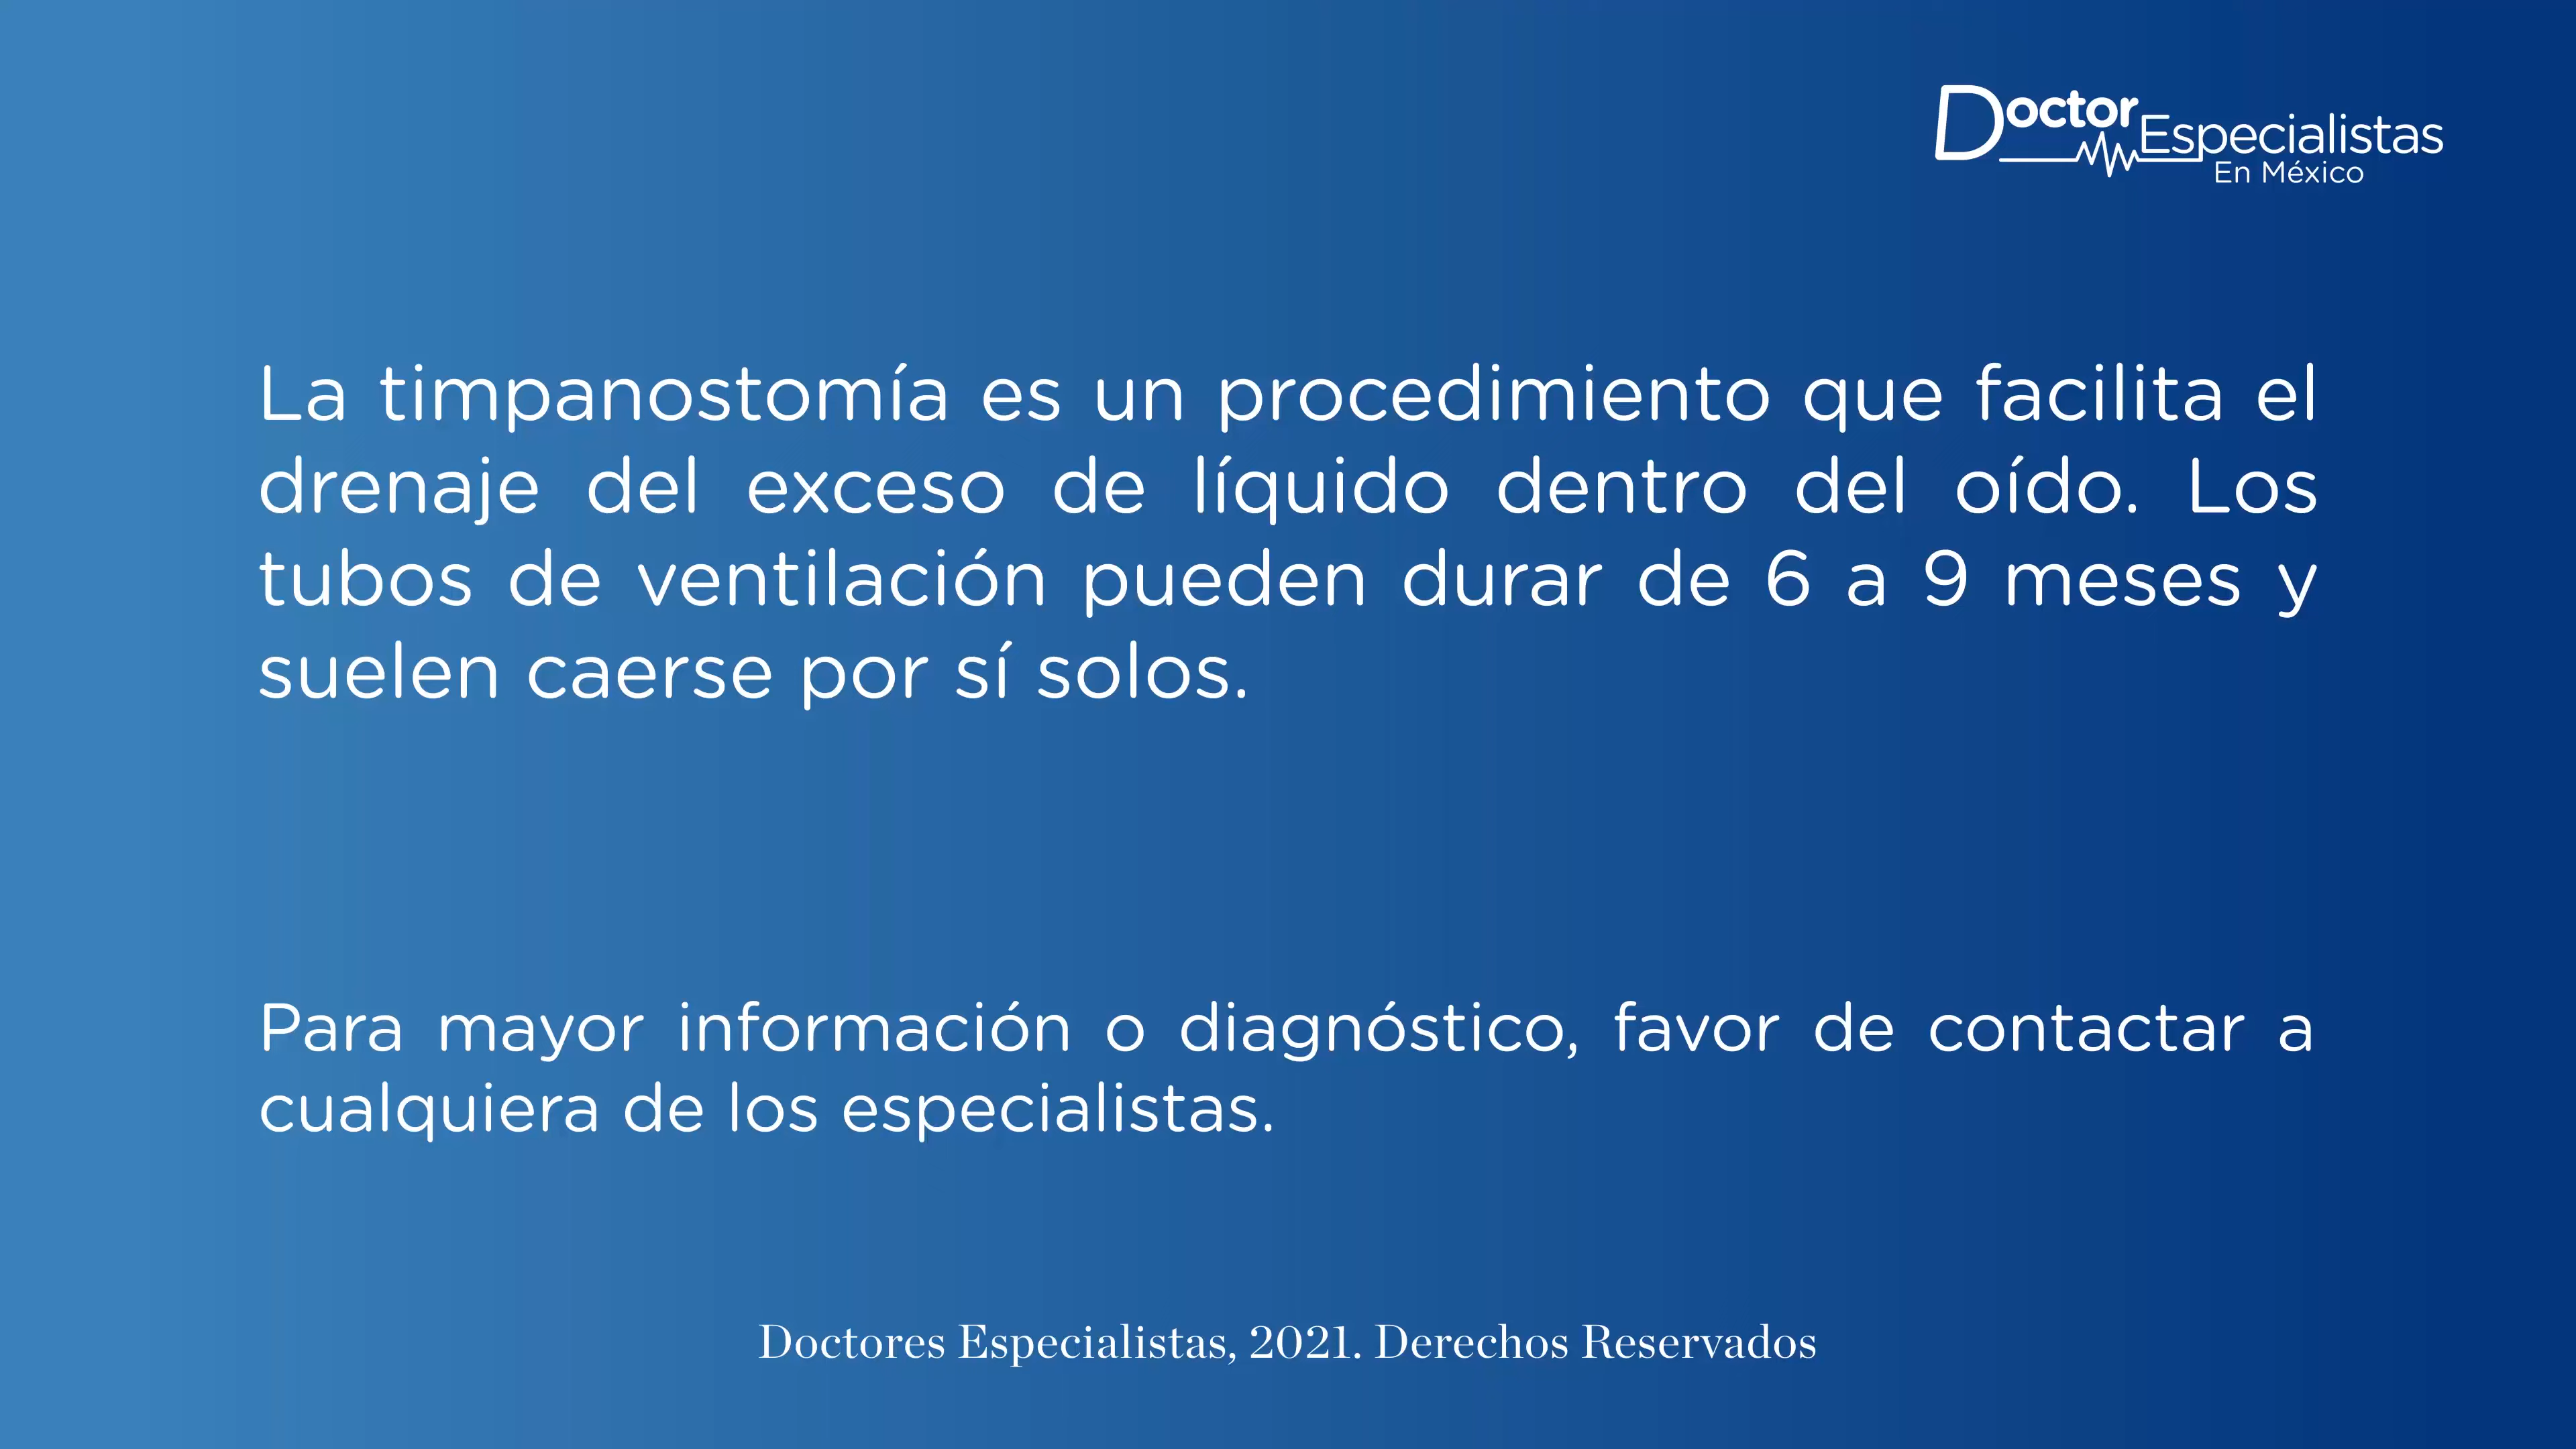 Doctor Especialistas
En México
La timpanostomía es un procedimiento que facilita el
drenaje del exceso de líquido dentro del oído. Los
tubos de ventilación pueden durar de 6 a 9 meses y
suelen caerse por sí solos.
Para mayor información o diagnóstico, favor de contactar a
cualquiera de los especialistas.
Doctores Especialistas, 2021. Derechos Reservados